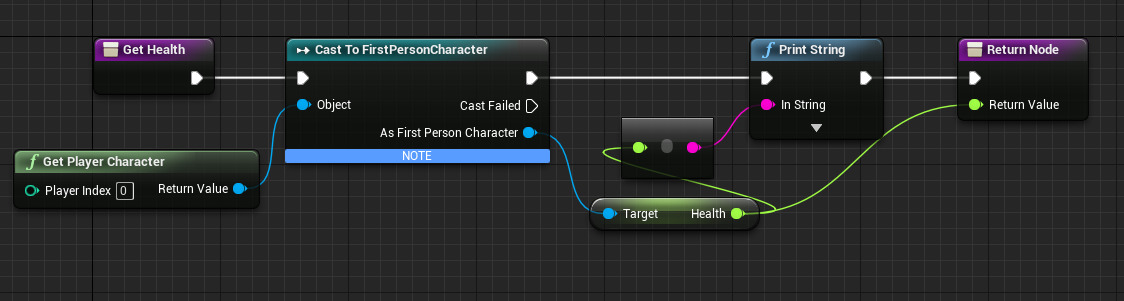 Get Health
Cast To FirstPersonCharacter
Print String
Return Node
Object
Cast Failed
In String
Return Value
As First Person Character
NOTE
Get Player Character
Player Index 0
Return Value
Target
Health